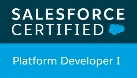 SALESFORCE
CERTIFIED
Platform Developer I